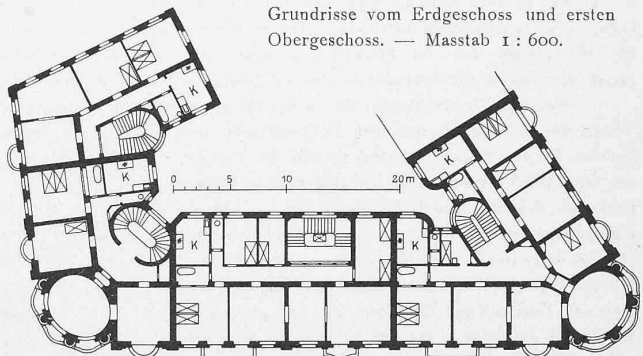 Grundrisse vom Erdgeschoss und ersten
Obergeschoss. — Masstab 1 : 600.
K
K
K
0 5 10 20 m
K
K
K